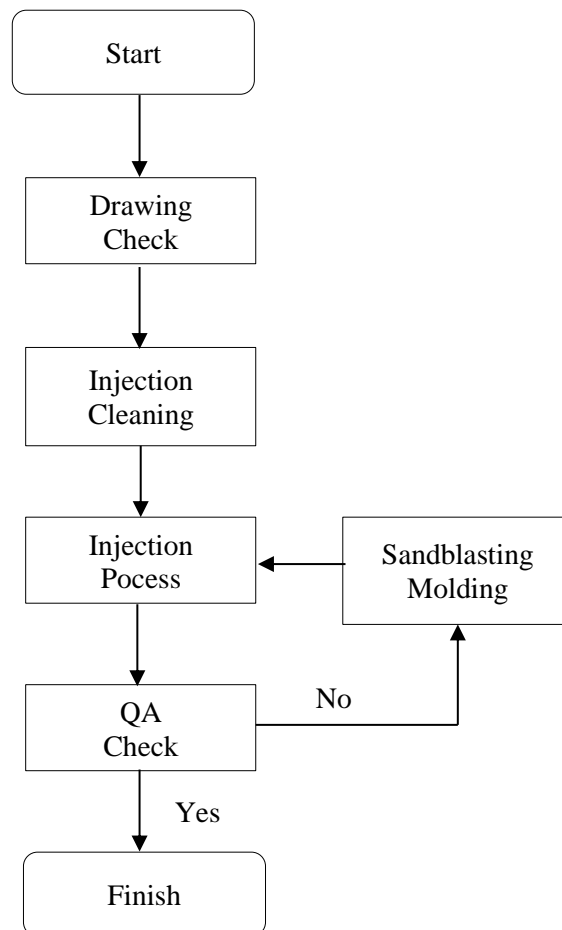 Start
Drawing
Check
Injection
Cleaning
Injection
Pocess
Sandblasting
Molding
QA
Check
No
Yes
Finish